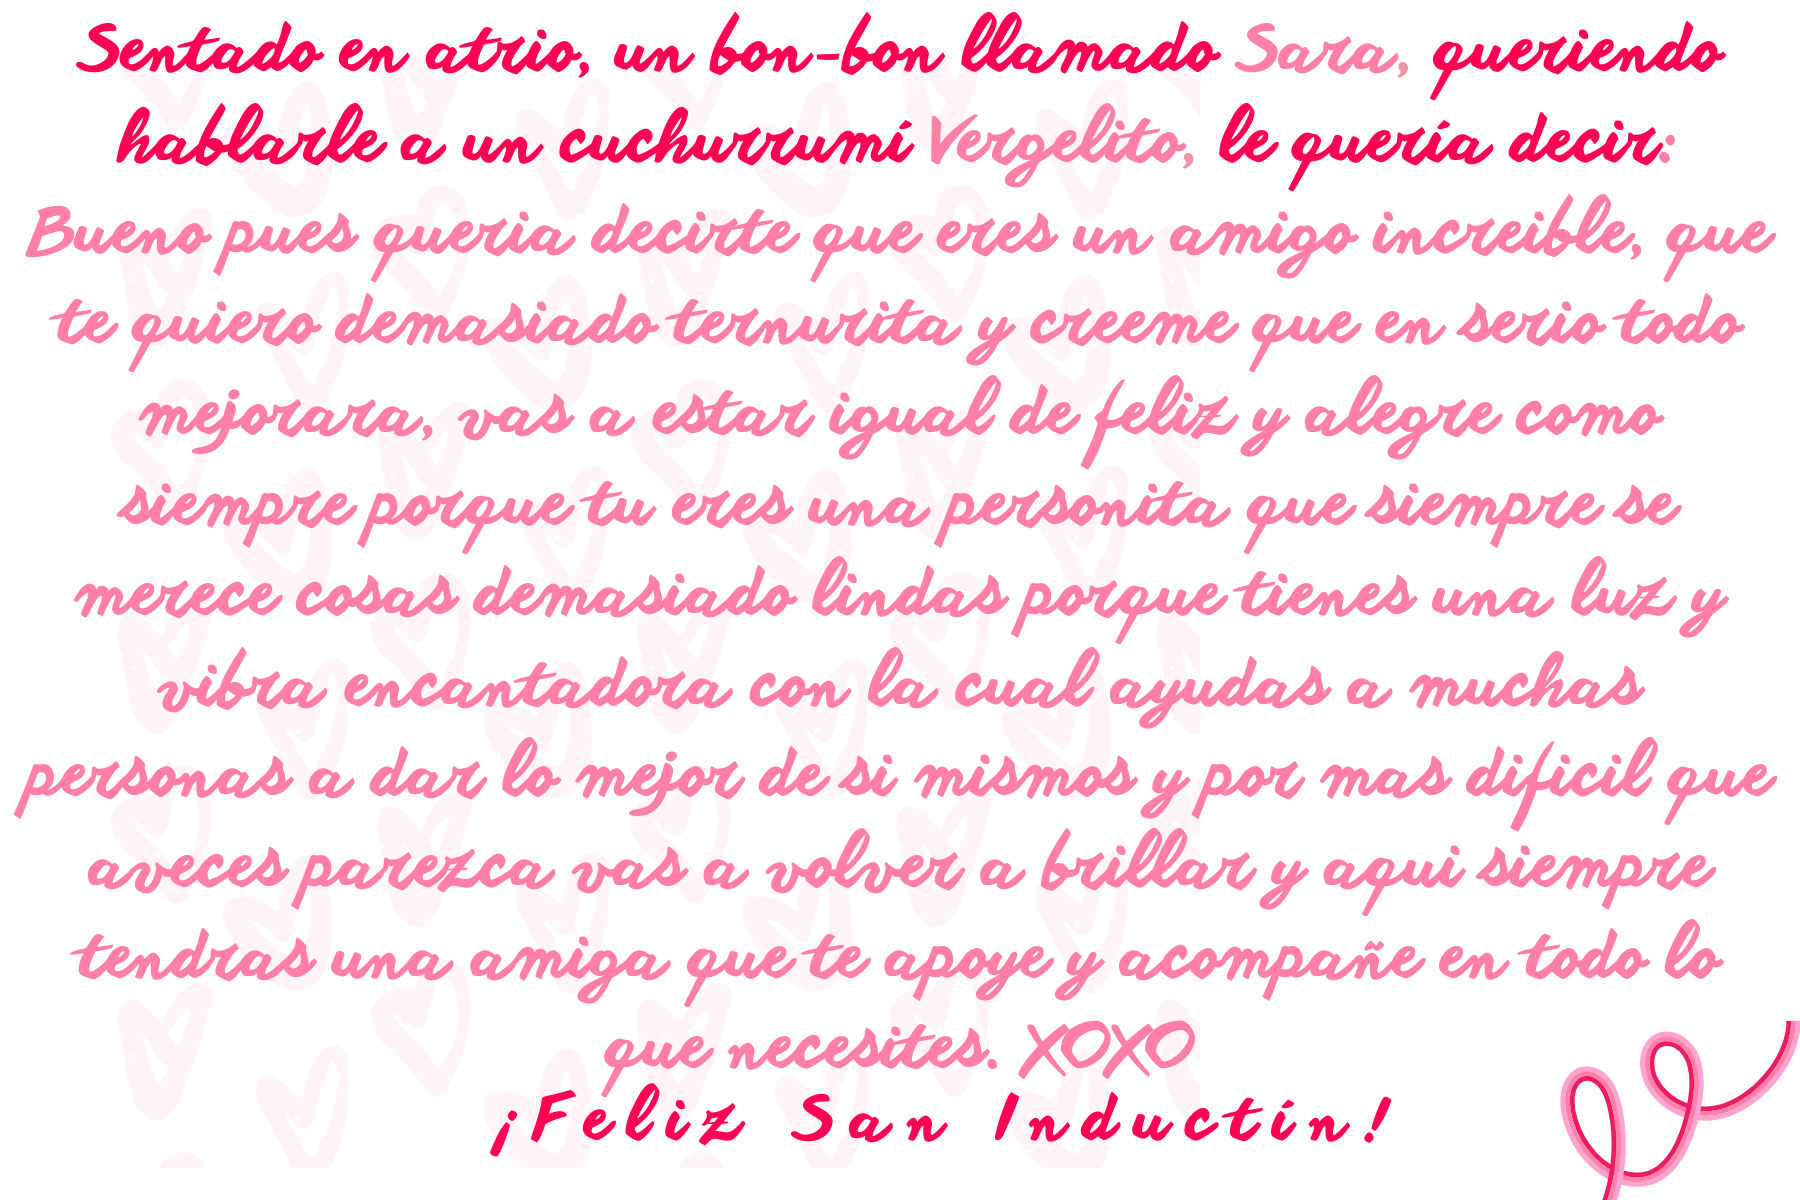 Sentado en atrio, un bon-bon llamado Sara, queriendo
hablarle a un cuchurrumí Vergelito, le quería decir:
Bueno pues queria decirte que eres un amigo increible, que
te quiero demasiado ternurita y creeme que en serio todo
mejorara, vas a estar igual de feliz y alegre como
siempre porque tu eres una personita que siempre se
merece cosas demasiado lindas porque tienes una luz y
vibra encantadora con la cual ayudas a muchas
personas a dar lo mejor de si mismos y por mas dificil que
aveces parezca vas a volver a brillar y aqui siempre
tendras una amiga que te apoye y acompañe en todo lo
que necesites. XOXO
¡Feliz San Inductín!